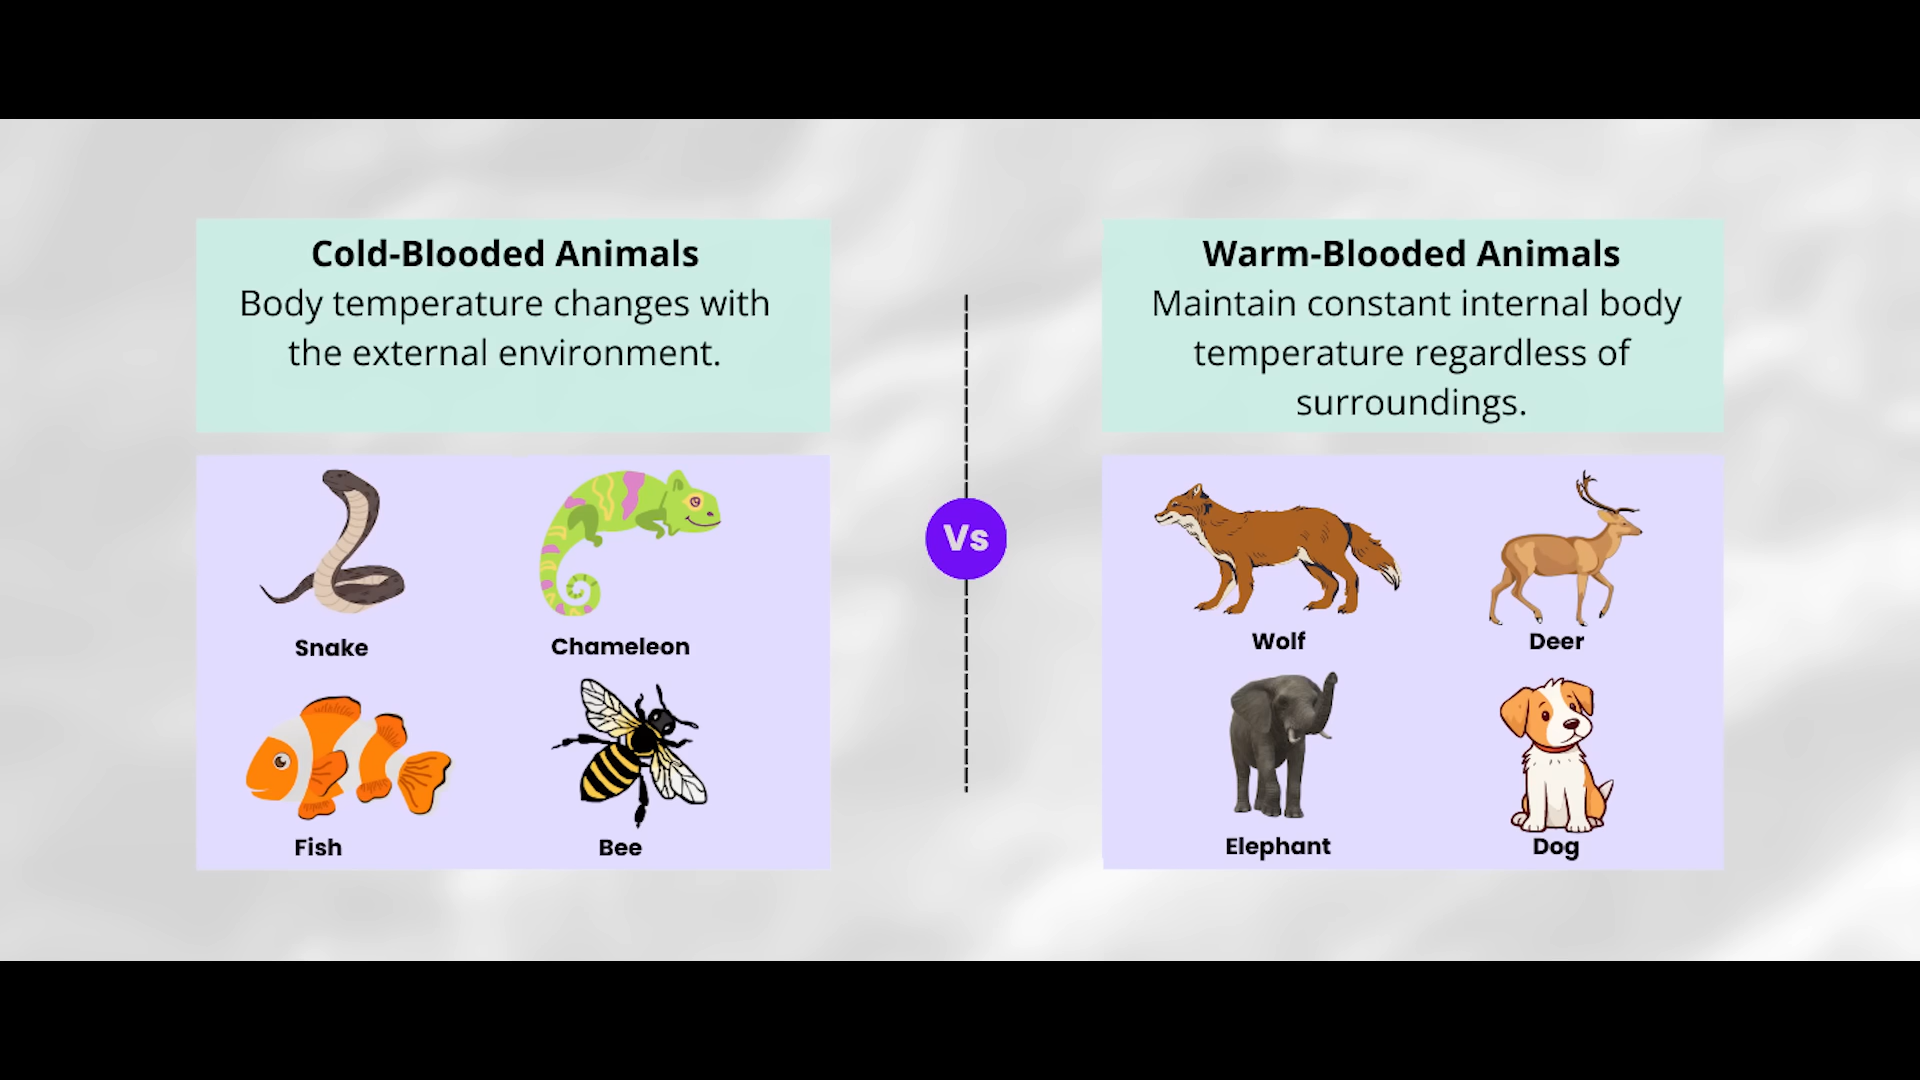 Cold-Blooded Animals
Body temperature changes with
the external environment.
Snake
Chameleon
Fish
Bee
Vs
Warm-Blooded Animals
Maintain constant internal body
temperature regardless of
surroundings.
Wolf
Deer
Elephant
Dog